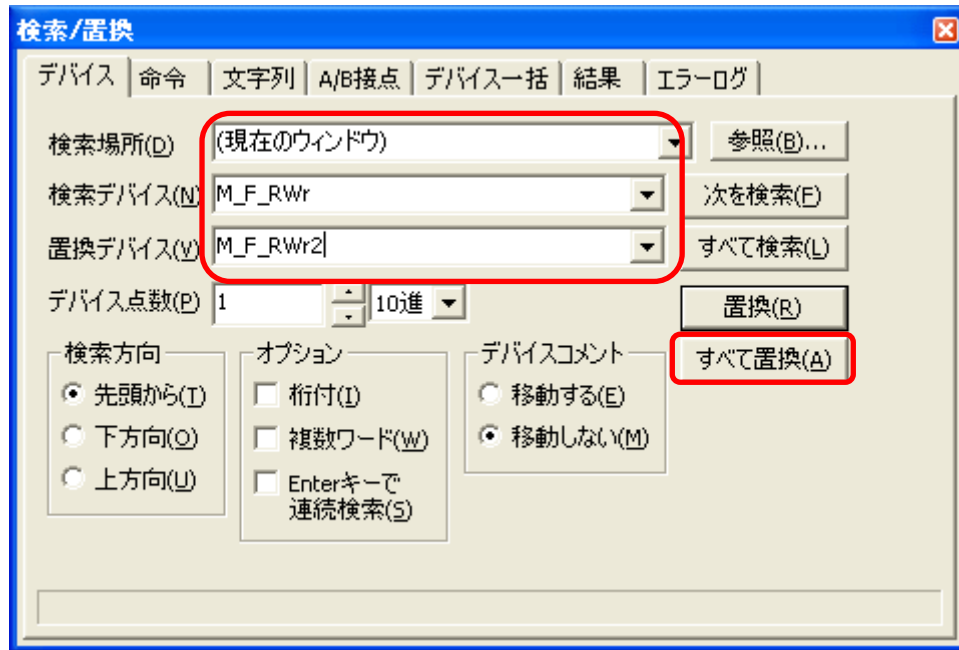 検索/置換
デバイス 命令 文字列 A/B接点 デバイス一括 結果 エラーログ
検索場所(D) (現在のウィンドウ) 参照(B)...
検索デバイス(N) M_F_RWr 次を検索(F)
置換デバイス(V) M_F_RWr2 すべて検索(L)
デバイス点数(P) 1 10進 置換(R)
すべて置換(A)
検索方向 オプション デバイスコメント
先頭から(T) 桁付(I) 移動する(E)
下方向(O) 複数ワード(W) 移動しない(M)
上方向(U) Enterキーで
連続検索(S)